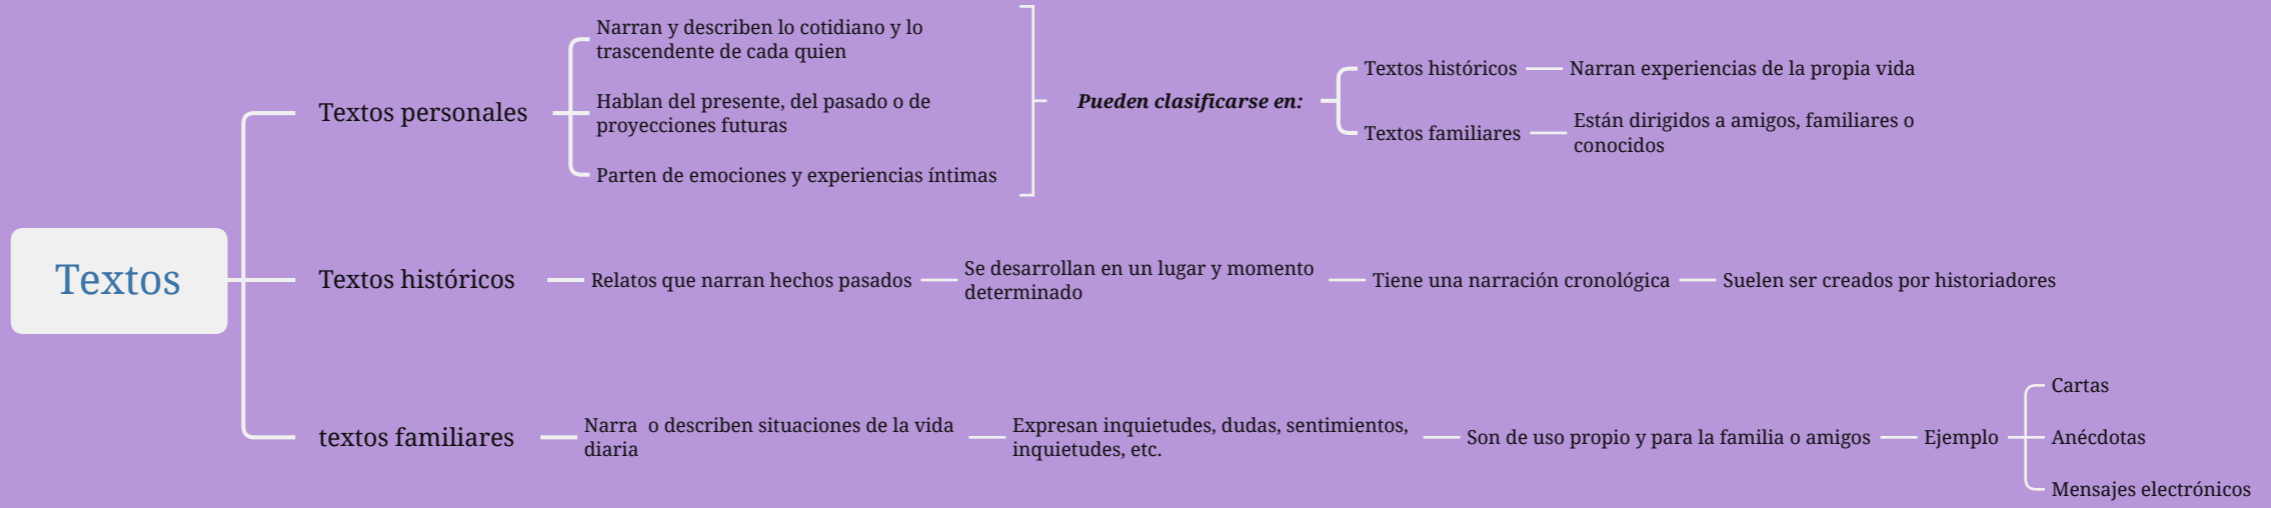 Textos
Textos personales
Narran y describen lo cotidiano y lo
trascendente de cada quien
Hablan del presente, del pasado o de
proyecciones futuras
Parten de emociones y experiencias íntimas
Pueden clasificarse en:
Textos históricos
Narran experiencias de la propia vida
Textos familiares
Están dirigidos a amigos, familiares o
conocidos
Textos históricos
Relatos que narran hechos pasados
Se desarrollan en un lugar y momento
determinado
Tiene una narración cronológica
Suelen ser creados por historiadores
textos familiares
Narra  o describen situaciones de la vida
diaria
Expresan inquietudes, dudas, sentimientos,
inquietudes, etc.
Son de uso propio y para la familia o amigos
Ejemplo
Cartas
Anécdotas
Mensajes electrónicos